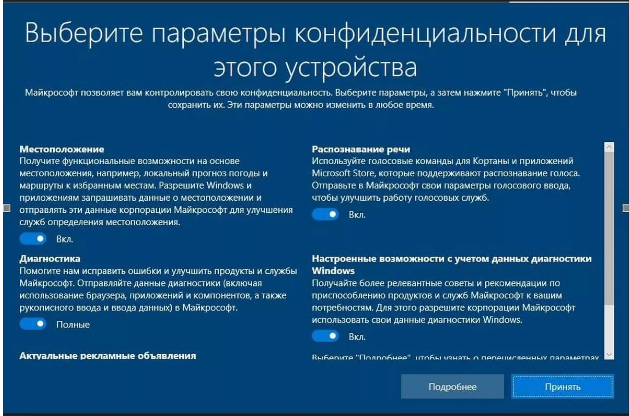 Выберите параметры конфиденциальности для
этого устройства
Майкрософт позволяет вам контролировать свою конфиденциальность. Выберите параметры, а затем нажмите "Принять", чтобы
сохранить их. Эти параметры можно изменить в любое время.
Местоположение
Получите функциональные возможности на основе
местоположения, например, локальный прогноз погоды и
маршруты к избранным местам. Разрешите Windows и
приложениям запрашивать данные о местоположении и
отправлять эти данные корпорации Майкрософт для улучшения
служб определения местоположения.
Вкл.
Диагностика
Помогите нам исправить ошибки и улучшить продукты и службы
Майкрософт. Отправляйте данные диагностики (включая
использование браузера, приложений и компонентов, а также
рукописного ввода и ввода данных) в Майкрософт.
Полные
Актуальные рекламные объявления
Распознавание речи
Используйте голосовые команды для Кортаны и приложений
Microsoft Store, которые поддерживают распознавание голоса.
Отправьте в Майкрософт свои параметры голосового ввода,
чтобы улучшить работу голосовых служб.
Вкл.
Настроенные возможности с учетом данных диагностики
Windows
Получайте более релевантные советы и рекомендации по
приспособлению продуктов и служб Майкрософт к вашим
потребностям. Для этого разрешите корпорации Майкрософт
использовать свои данные диагностики Windows.
Вкл.
Выберите "Подробнее", чтобы узнать о перечисленных параметрах
Подробнее
Принять